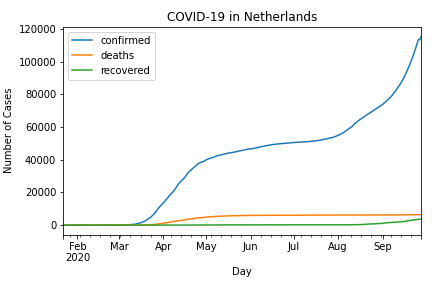 COVID-19 in Netherlands
confirmed
deaths
recovered
Number of Cases
120000
100000
80000
60000
40000
20000
0
Feb Mar Apr May Jun Jul Aug Sep
2020
Day